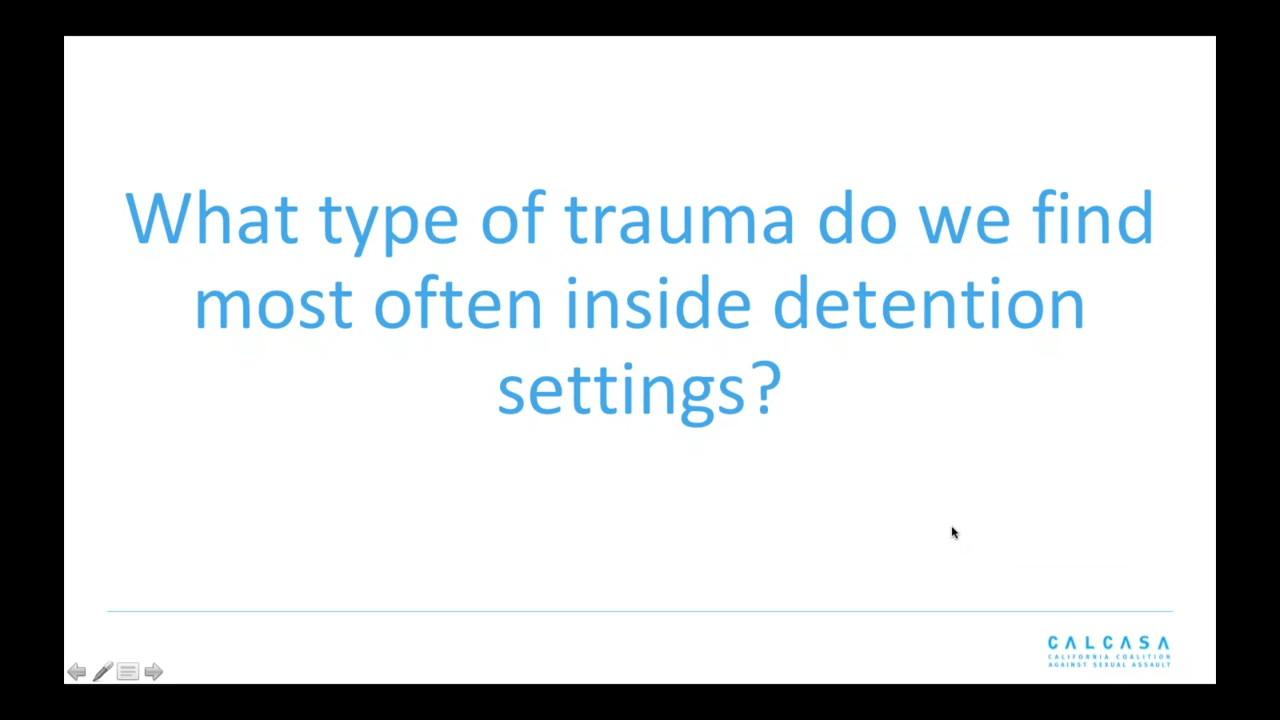 What type of trauma do we find
most often inside detention
settings?
CALCASA
CALIFORNIA COALITION
AGAINST SEXUAL ASSAULT